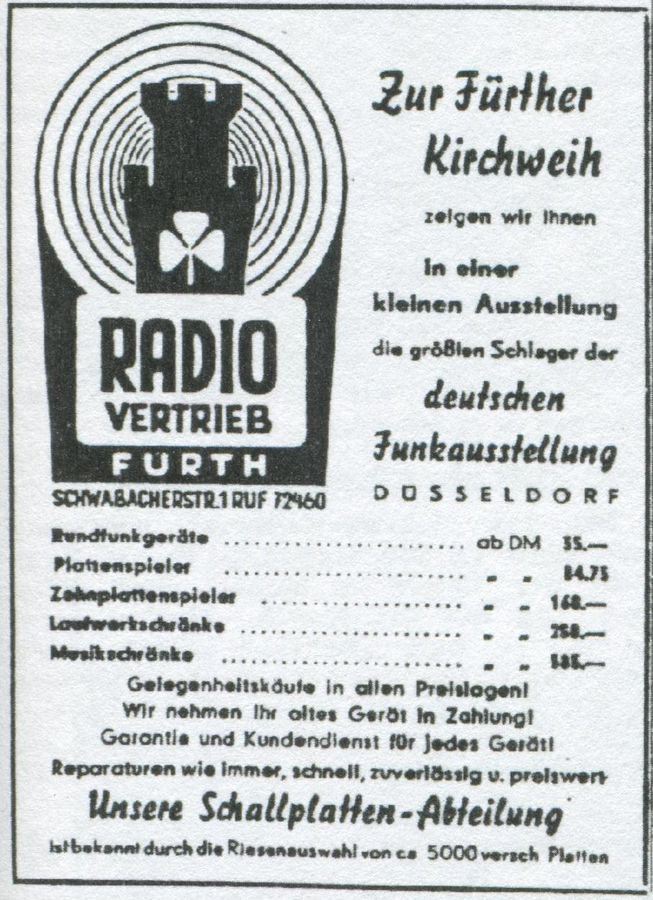 RADIO
VERTRIEB
FÜRTH
SCHWABACHERSTR.1 RUF 72460
Zur Fürther
Kirchweih
zeigen wir Ihnen
in einer
kleinen Ausstellung
die größten Schlager der
deutschen
Funkausstellung
DÜSSELDORF
Rundfunkgeräte ........................ ab DM
Plattenspieler ........................ „ „ 84.75
Zehnplattenspieler .................... „ „ 168.—
Laufwerkschränke ...................... „ „
Musikschränke ......................... „ „
Gelegenheitskäufe in allen Preislagen!
Wir nehmen Ihr altes Gerät in Zahlung!
Garantie und Kundendienst für jedes Gerät!
Reparaturen wie immer, schnell, zuverlässig u. preiswert
Unsere Schallplatten-Abteilung
ist bekannt durch die Riesenauswahl von ca 5000 versch Platten